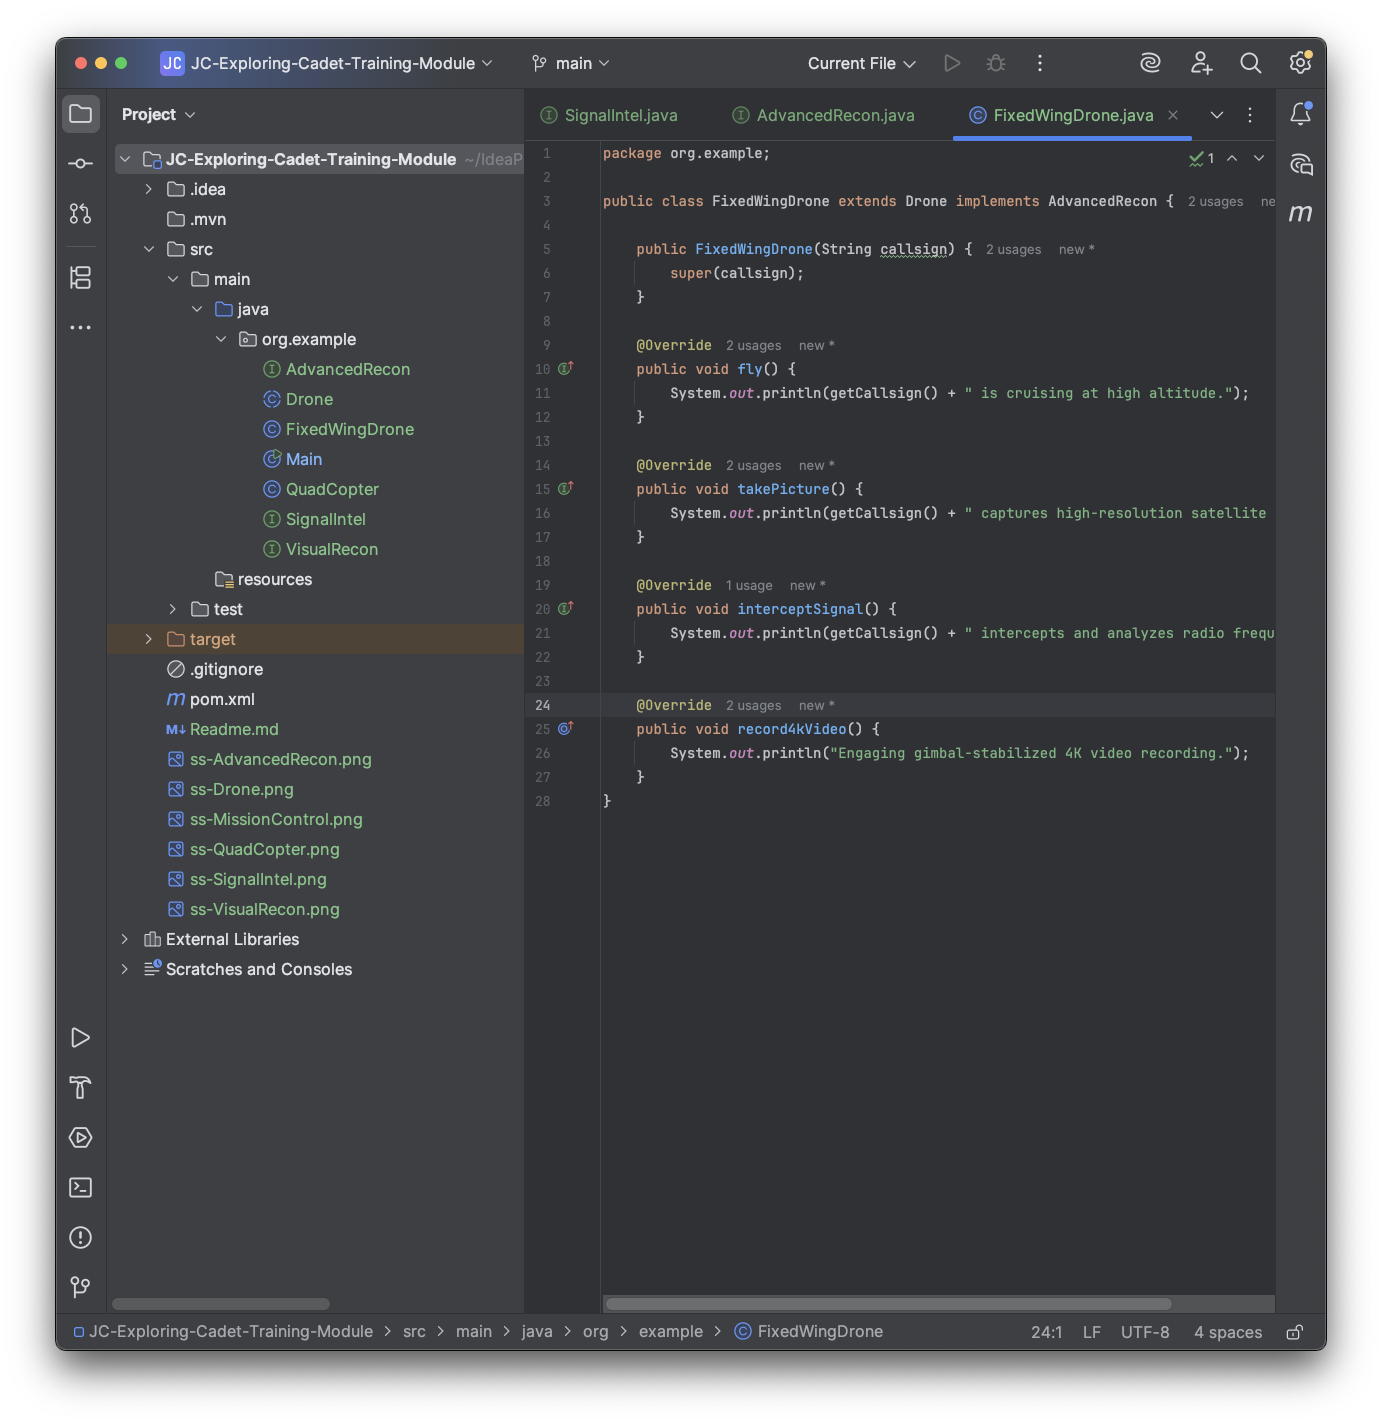 JC JC-Exploring-Cadet-Training-Module main Current File
Project
JC-Exploring-Cadet-Training-Module ~/IdeaP
.idea
.mvn
src
main
java
org.example
AdvancedRecon
Drone
FixedWingDrone
Main
QuadCopter
SignalIntel
VisualRecon
resources
test
target
.gitignore
m pom.xml
M↓ Readme.md
ss-AdvancedRecon.png
ss-Drone.png
ss-MissionControl.png
ss-QuadCopter.png
ss-SignalIntel.png
ss-VisualRecon.png
External Libraries
Scratches and Consoles
SignalIntel.java AdvancedRecon.java FixedWingDrone.java
1 package org.example; 1
2
3 public class FixedWingDrone extends Drone implements AdvancedRecon { 2 usages ne
4
5 public FixedWingDrone(String callsign) { 2 usages new *
6 super(callsign);
7 }
8
9 @Override 2 usages new *
10 public void fly() {
11 System.out.println(getCallsign() + " is cruising at high altitude.");
12 }
13
14 @Override 2 usages new *
15 public void takePicture() {
16 System.out.println(getCallsign() + " captures high-resolution satellite
17 }
18
19 @Override 1 usage new *
20 public void interceptSignal() {
21 System.out.println(getCallsign() + " intercepts and analyzes radio frequ
22 }
23
24 @Override 2 usages new *
25 public void record4kVideo() {
26 System.out.println("Engaging gimbal-stabilized 4K video recording.");
27 }
28 }
m
JC-Exploring-Cadet-Training-Module > src > main > java > org > example > FixedWingDrone 24:1 LF UTF-8 4 spaces